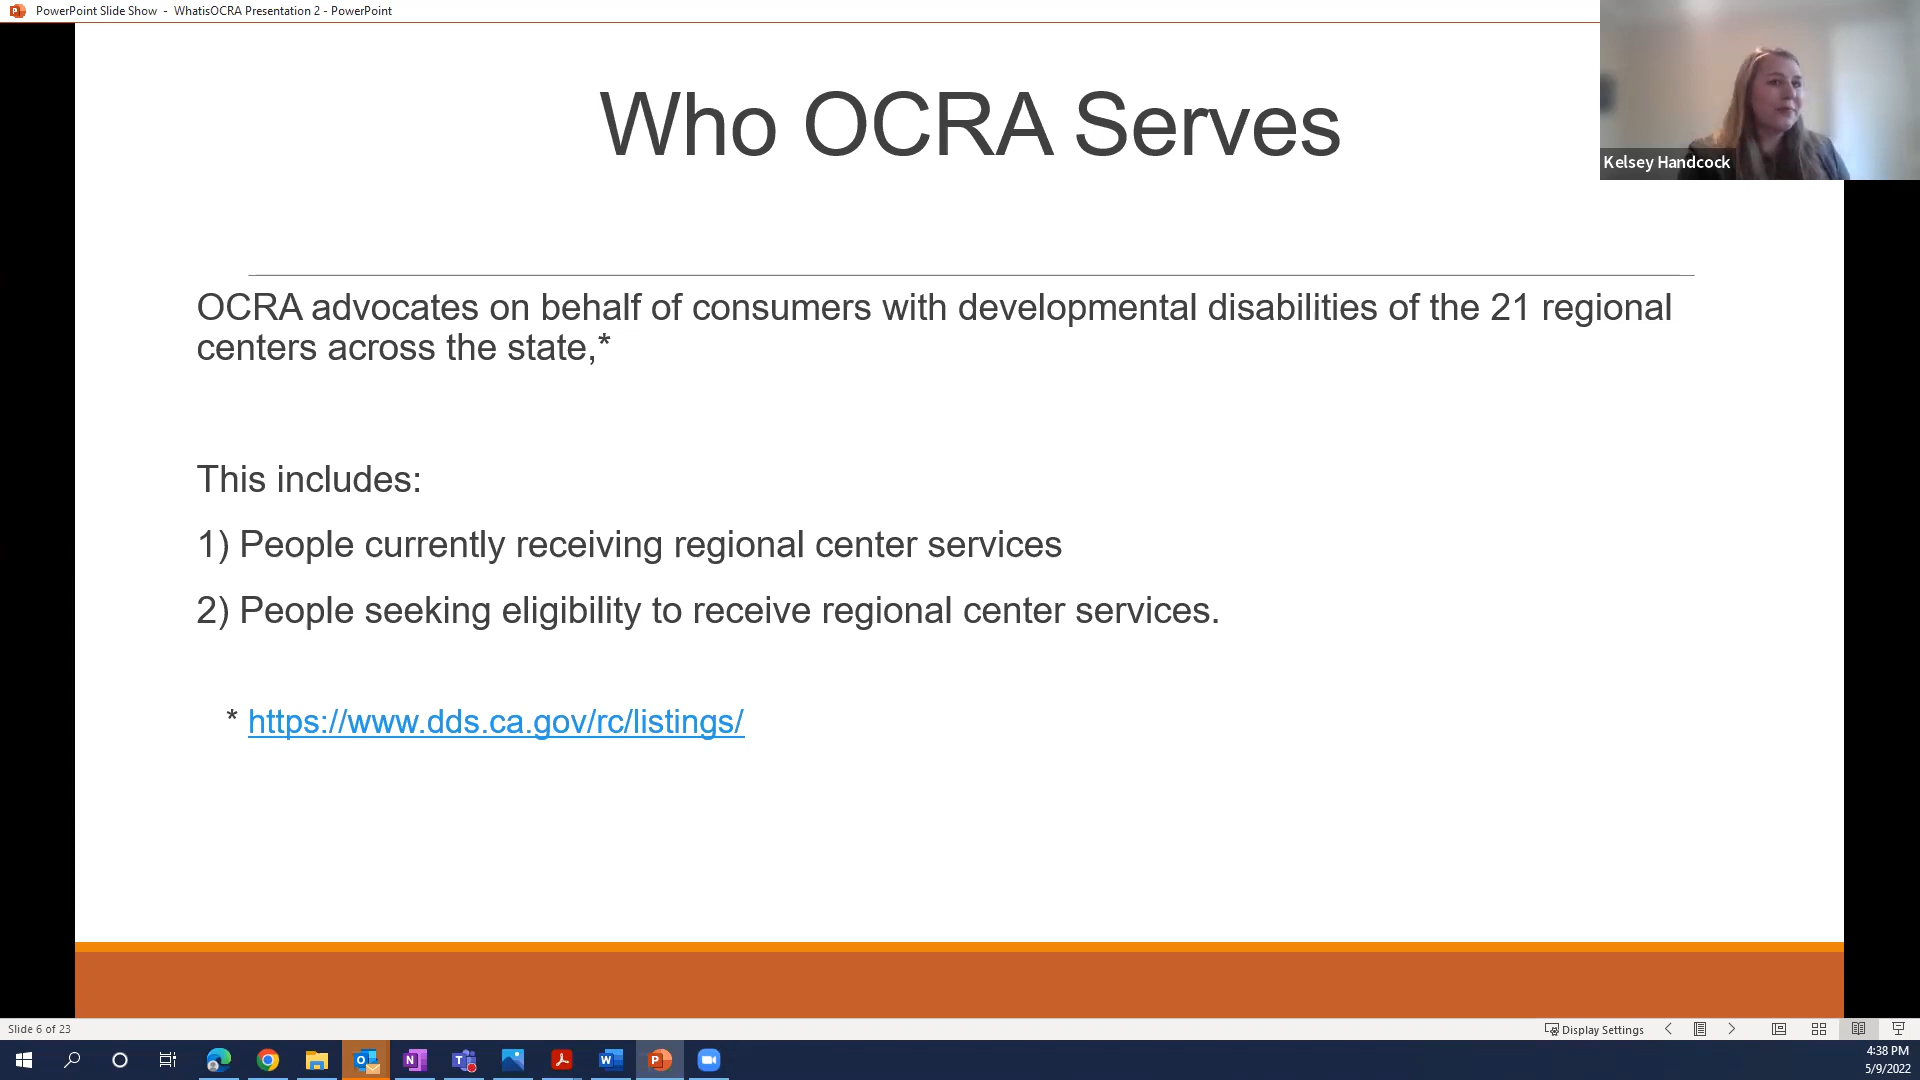 PowerPoint Slide Show - WhatisOCRA Presentation 2 - PowerPoint
Who OCRA Serves
Kelsey Handcock
OCRA advocates on behalf of consumers with developmental disabilities of the 21 regional
centers across the state,*
This includes:
1) People currently receiving regional center services
2) People seeking eligibility to receive regional center services.
* https://www.dds.ca.gov/rc/listings/
Slide 6 of 23
Display Settings
4:38 PM
5/9/2022